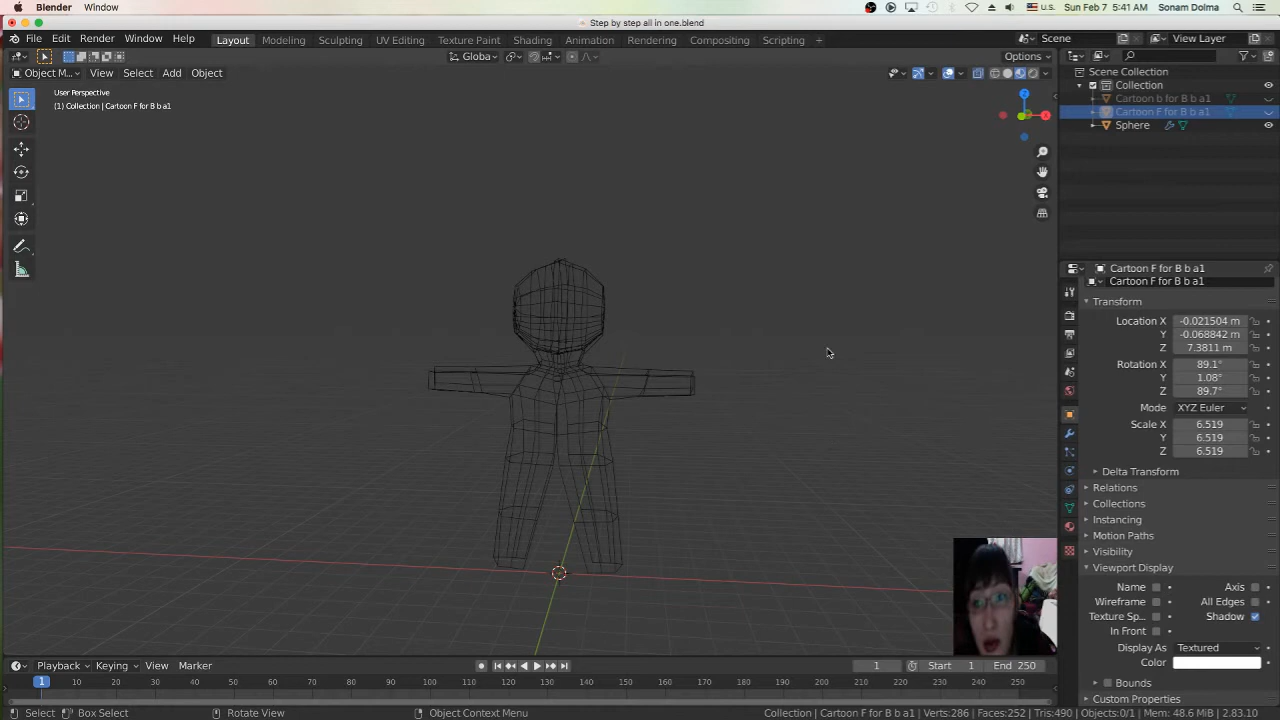 Blender Window U.S. Sun Feb 7 5:41 AM Sonam Dolma
Step by step all in one.blend
File Edit Render Window Help Layout Modeling Sculpting UV Editing Texture Paint Shading Animation Rendering Compositing Scripting + Scene View Layer
Globa Options
Object M... View Select Add Object
Scene Collection
Collection
Cartoon b for B b a1
Cartoon F for B b a1
Sphere
User Perspective
(1) Collection | Cartoon F for B b a1
Z
X
Cartoon F for B b a1
Cartoon F for B b a1
Transform
Location X -0.021504 m
Y -0.068842 m
Z 7.3811 m
Rotation X 89.1°
Y 1.08°
Z 89.7°
Mode XYZ Euler
Scale X 6.519
Y 6.519
Z 6.519
Delta Transform
Relations
Collections
Instancing
Motion Paths
Visibility
Viewport Display
Name Axis
Wireframe All Edges
Texture Sp.. Shadow
In Front
Display As Textured
Color
Bounds
Custom Properties
Playback Keying View Marker 1 Start 1 End 250
1 10 20 30 40 50 60 70 80 90 100 110 120 130 140 150 160 170 180 190 200 210 220 230 240 250
Select Box Select Rotate View Object Context Menu Collection | Cartoon F for B b a1 | Verts:286 | Faces:252 | Tris:490 | Objects:0/1 | Mem: 48.6 MiB | 2.83.10